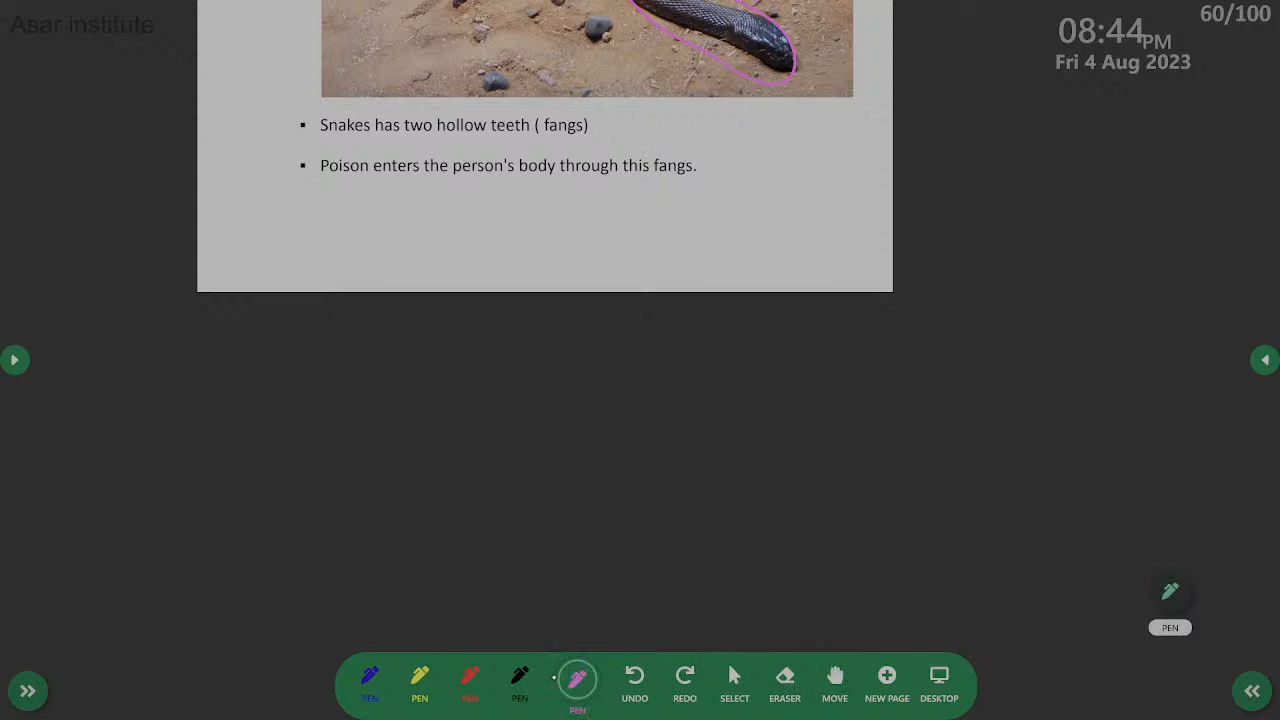 Asar institute
60/100
08:44PM
Fri 4 Aug 2023
▪ Snakes has two hollow teeth ( fangs)
▪ Poison enters the person's body through this fangs.
PEN
PEN
PEN
PEN
PEN
PEN
UNDO
REDO
SELECT
ERASER
MOVE
NEW PAGE
DESKTOP